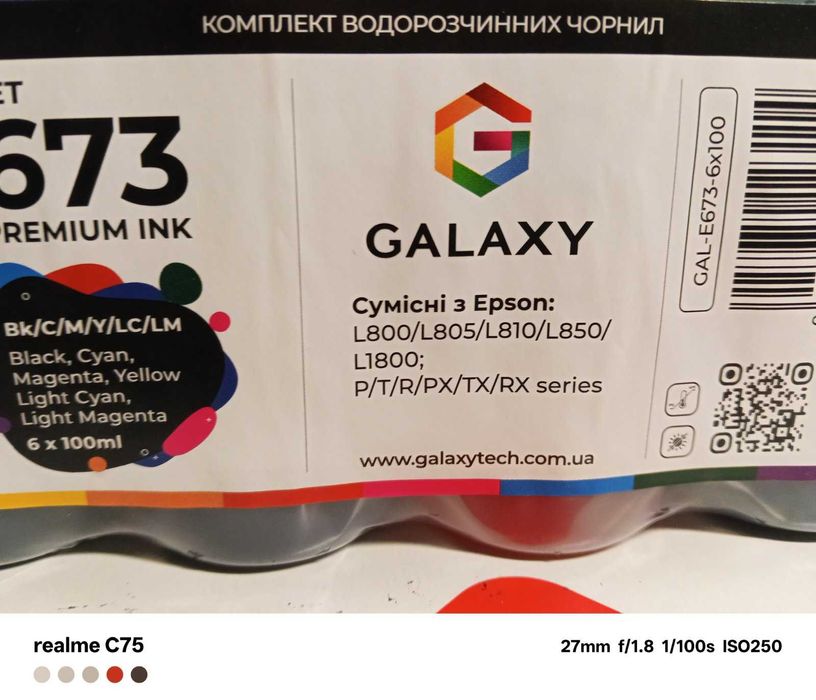 КОМПЛЕКТ ВОДОРОЗЧИННИХ ЧОРНИЛ
673
PREMIUM INK
Bk/C/M/Y/LC/LM
Black, Cyan,
Magenta, Yellow
Light Cyan,
Light Magenta
6 x 100ml
GALAXY
Сумісні з Epson:
L800/L805/L810/L850/
L1800;
P/T/R/PX/TX/RX series
www.galaxytech.com.ua
GAL-E673-6x100
realme C75
27mm f/1.8 1/100s ISO250